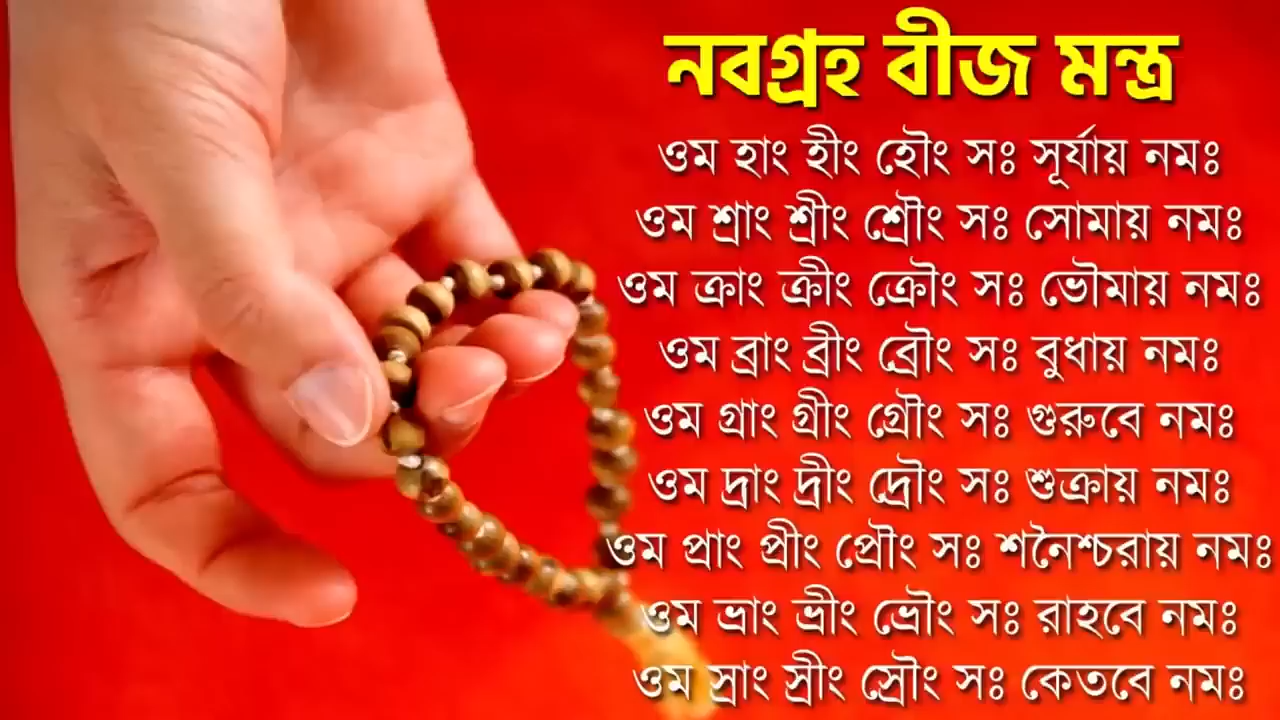 নবগ্রহ বীজ মন্ত্র
ওম হাং হীং হৌং সঃ সূর্যায় নমঃ
ওম শ্রাং শ্রীং শ্রৌং সঃ সোমায় নমঃ
ওম ক্রাং ক্রীং ক্রৌং সঃ ভৌমায় নমঃ
ওম ব্রাং ব্রীং ব্রৌং সঃ বুধায় নমঃ
ওম গ্রাং গ্রীং গ্রৌং সঃ গুরুবে নমঃ
ওম দ্রাং দ্রীং দ্রৌং সঃ শুক্রায় নমঃ
ওম প্রাং প্রীং প্রৌং সঃ শনৈশ্চরায় নমঃ
ওম ভ্রাং ভ্রীং ভ্রৌং সঃ রাহবে নমঃ
ওম স্রাং স্রীং স্রৌং সঃ কেতবে নমঃ